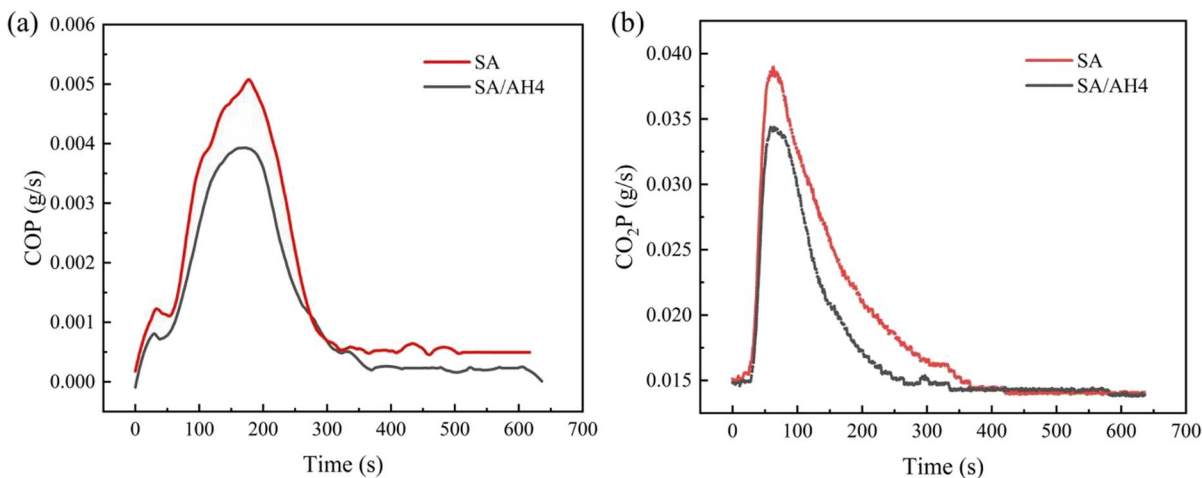 (a)
COP (g/s)
0.006
0.005
0.004
0.003
0.002
0.001
0.000
SA
SA/AH4
0 100 200 300 400 500 600 700
Time (s)
(b)
CO₂P (g/s)
0.040
0.035
0.030
0.025
0.020
0.015
SA
SA/AH4
0 100 200 300 400 500 600 700
Time (s)